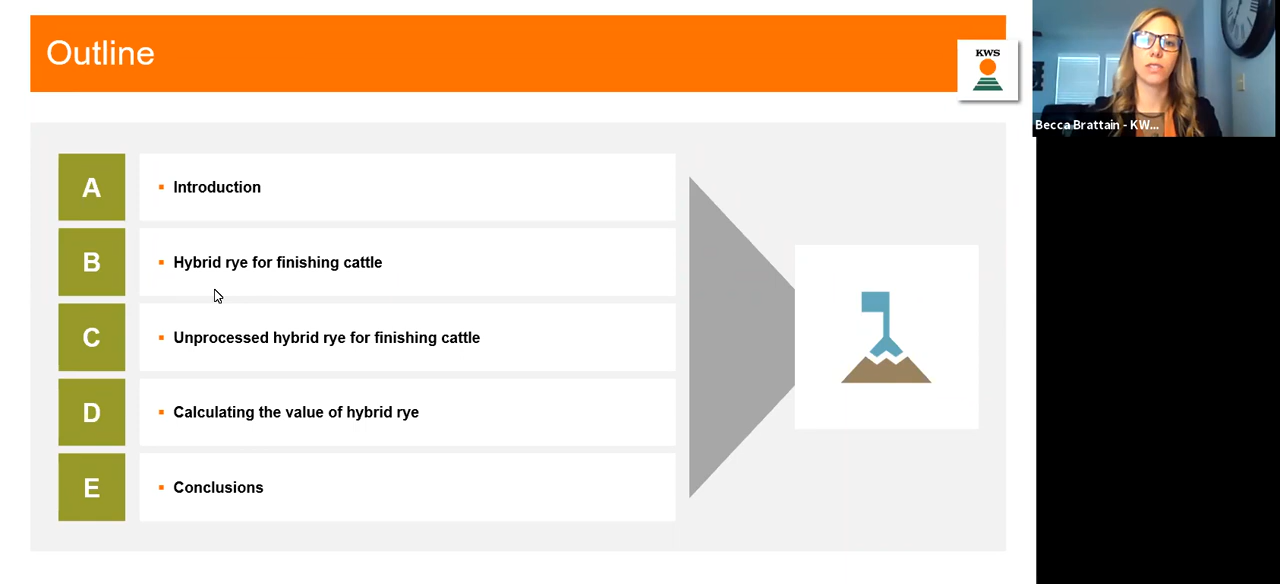 Outline
KWS
A
Introduction
B
Hybrid rye for finishing cattle
C
Unprocessed hybrid rye for finishing cattle
D
Calculating the value of hybrid rye
E
Conclusions
Becca Brattain - KW...